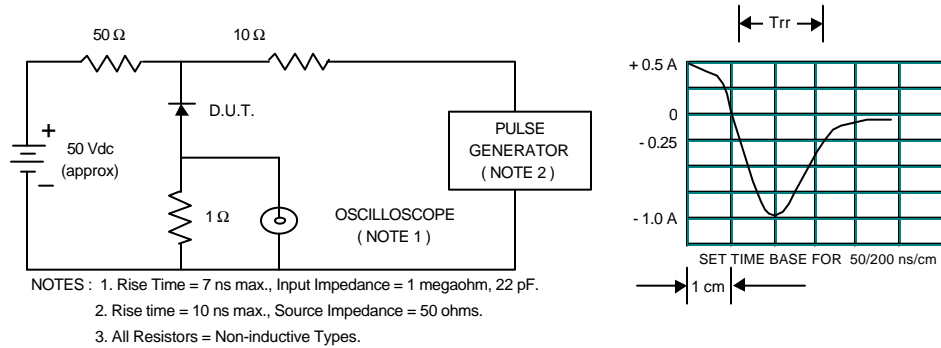 50 Ω
10 Ω
D.U.T.
+
50 Vdc
(approx)
−
1 Ω
OSCILLOSCOPE
( NOTE 1 )
PULSE
GENERATOR
( NOTE 2 )
NOTES : 1. Rise Time = 7 ns max., Input Impedance = 1 megaohm, 22 pF.
2. Rise time = 10 ns max., Source Impedance = 50 ohms.
3. All Resistors = Non-inductive Types.
Trr
+ 0.5 A
0
- 0.25
- 1.0 A
SET TIME BASE FOR 50/200 ns/cm
1 cm